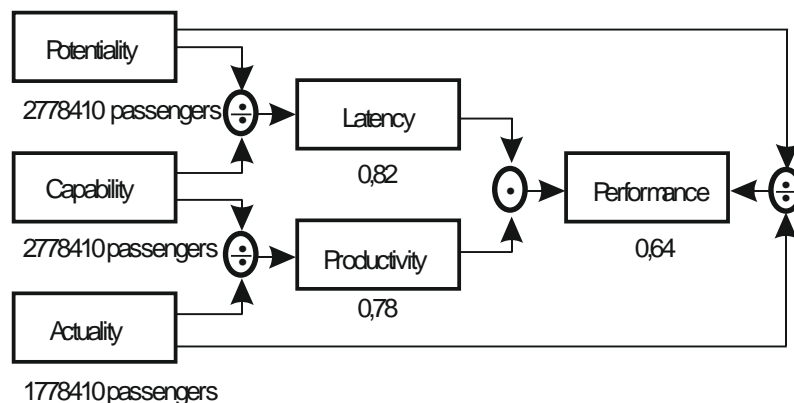 Potentiality
2778410 passengers
Latency
0,82
Capability
2778410 passengers
Performance
0,64
Productivity
0,78
Actuality
1778410 passengers